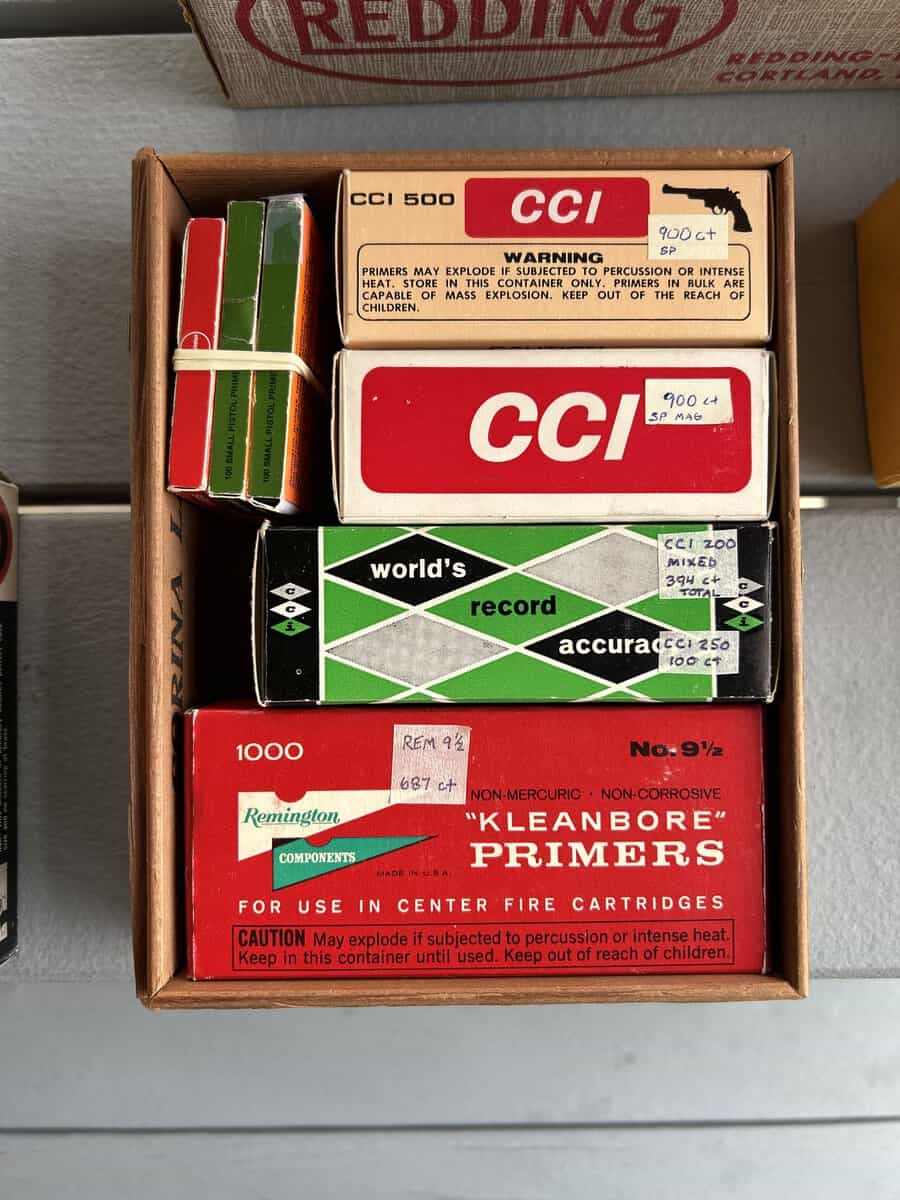 REDDING
REDDING-
CORTLAND,
CCI 500
CCI
900 ct
SP
WARNING
PRIMERS MAY EXPLODE IF SUBJECTED TO PERCUSSION OR INTENSE
HEAT. STORE IN THIS CONTAINER ONLY. PRIMERS IN BULK ARE
CAPABLE OF MASS EXPLOSION. KEEP OUT OF THE REACH OF
CHILDREN.
100 SMALL PISTOL PRIME
100 SMALL PISTOL PRIME
CCI
900 ct
SP MAG
world's
record
accurac
CCI 200
MIXED
394 ct
TOTAL
CCI 250
100 ct
c
c
i
c
c
i
1000
REM 9½
687 ct
No. 9½
Remington
COMPONENTS
MADE IN U.S.A.
NON-MERCURIC · NON-CORROSIVE
"KLEANBORE"
PRIMERS
FOR USE IN CENTER FIRE CARTRIDGES
CAUTION May explode if subjected to percussion or intense heat.
Keep in this container until used. Keep out of reach of children.